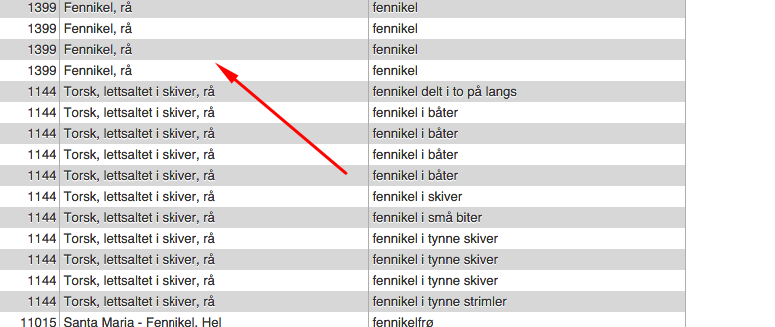 1399 Fennikel, rå fennikel
1399 Fennikel, rå fennikel
1399 Fennikel, rå fennikel
1399 Fennikel, rå fennikel
1144 Torsk, lettsaltet i skiver, rå fennikel delt i to på langs
1144 Torsk, lettsaltet i skiver, rå fennikel i båter
1144 Torsk, lettsaltet i skiver, rå fennikel i båter
1144 Torsk, lettsaltet i skiver, rå fennikel i båter
1144 Torsk, lettsaltet i skiver, rå fennikel i båter
1144 Torsk, lettsaltet i skiver, rå fennikel i skiver
1144 Torsk, lettsaltet i skiver, rå fennikel i små biter
1144 Torsk, lettsaltet i skiver, rå fennikel i tynne skiver
1144 Torsk, lettsaltet i skiver, rå fennikel i tynne skiver
1144 Torsk, lettsaltet i skiver, rå fennikel i tynne skiver
1144 Torsk, lettsaltet i skiver, rå fennikel i tynne strimler
11015 Santa Maria - Fennikel, Hel fennikelfrø